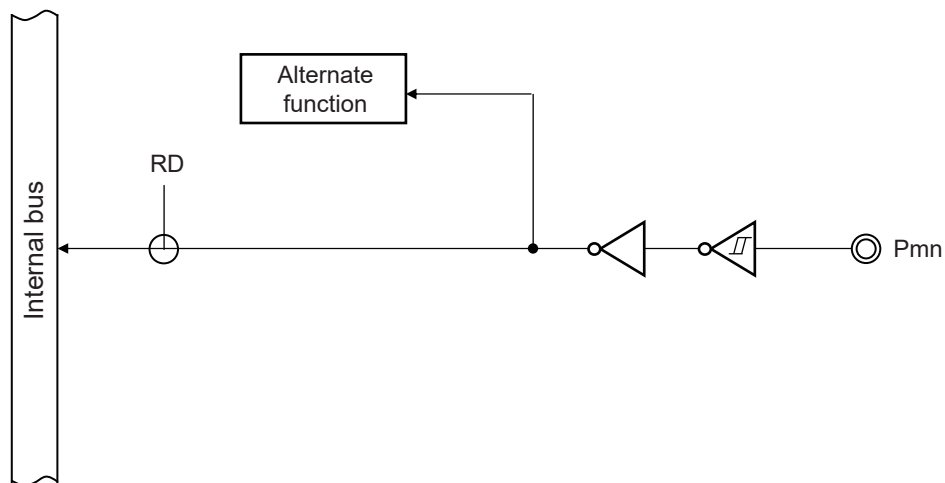 Alternate
function
RD
Internal bus
Pmn